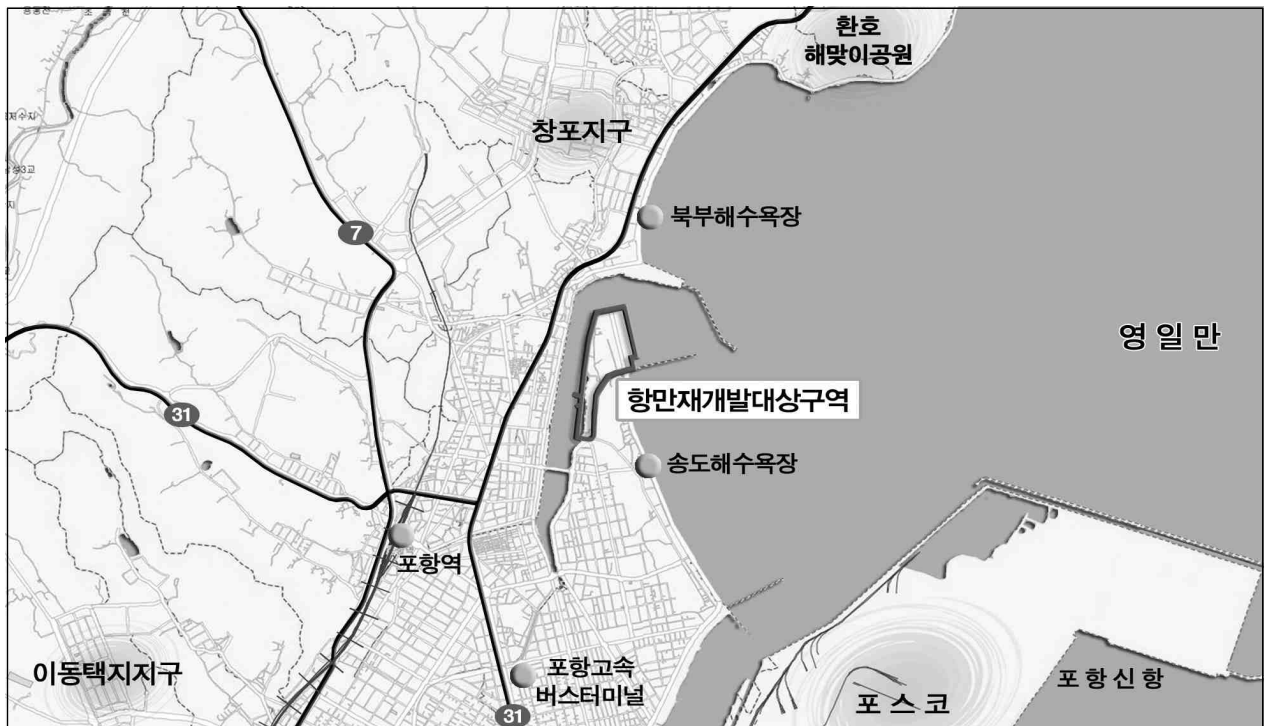 환호
해맞이공원
창포지구
북부해수욕장
7
영일만
항만재개발대상구역
31
송도해수욕장
포항역
이동택지지구
포항고속
버스터미널
31
포스코
포항신항